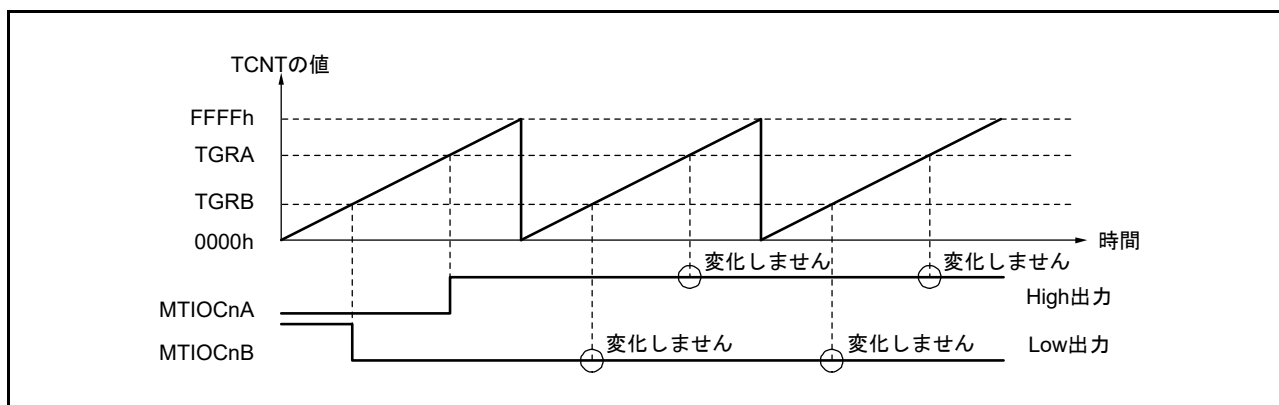 TCNTの値
FFFFh
TGRA
TGRB
0000h
時間
変化しません
変化しません
MTIOCnA
High出力
変化しません
変化しません
MTIOCnB
Low出力